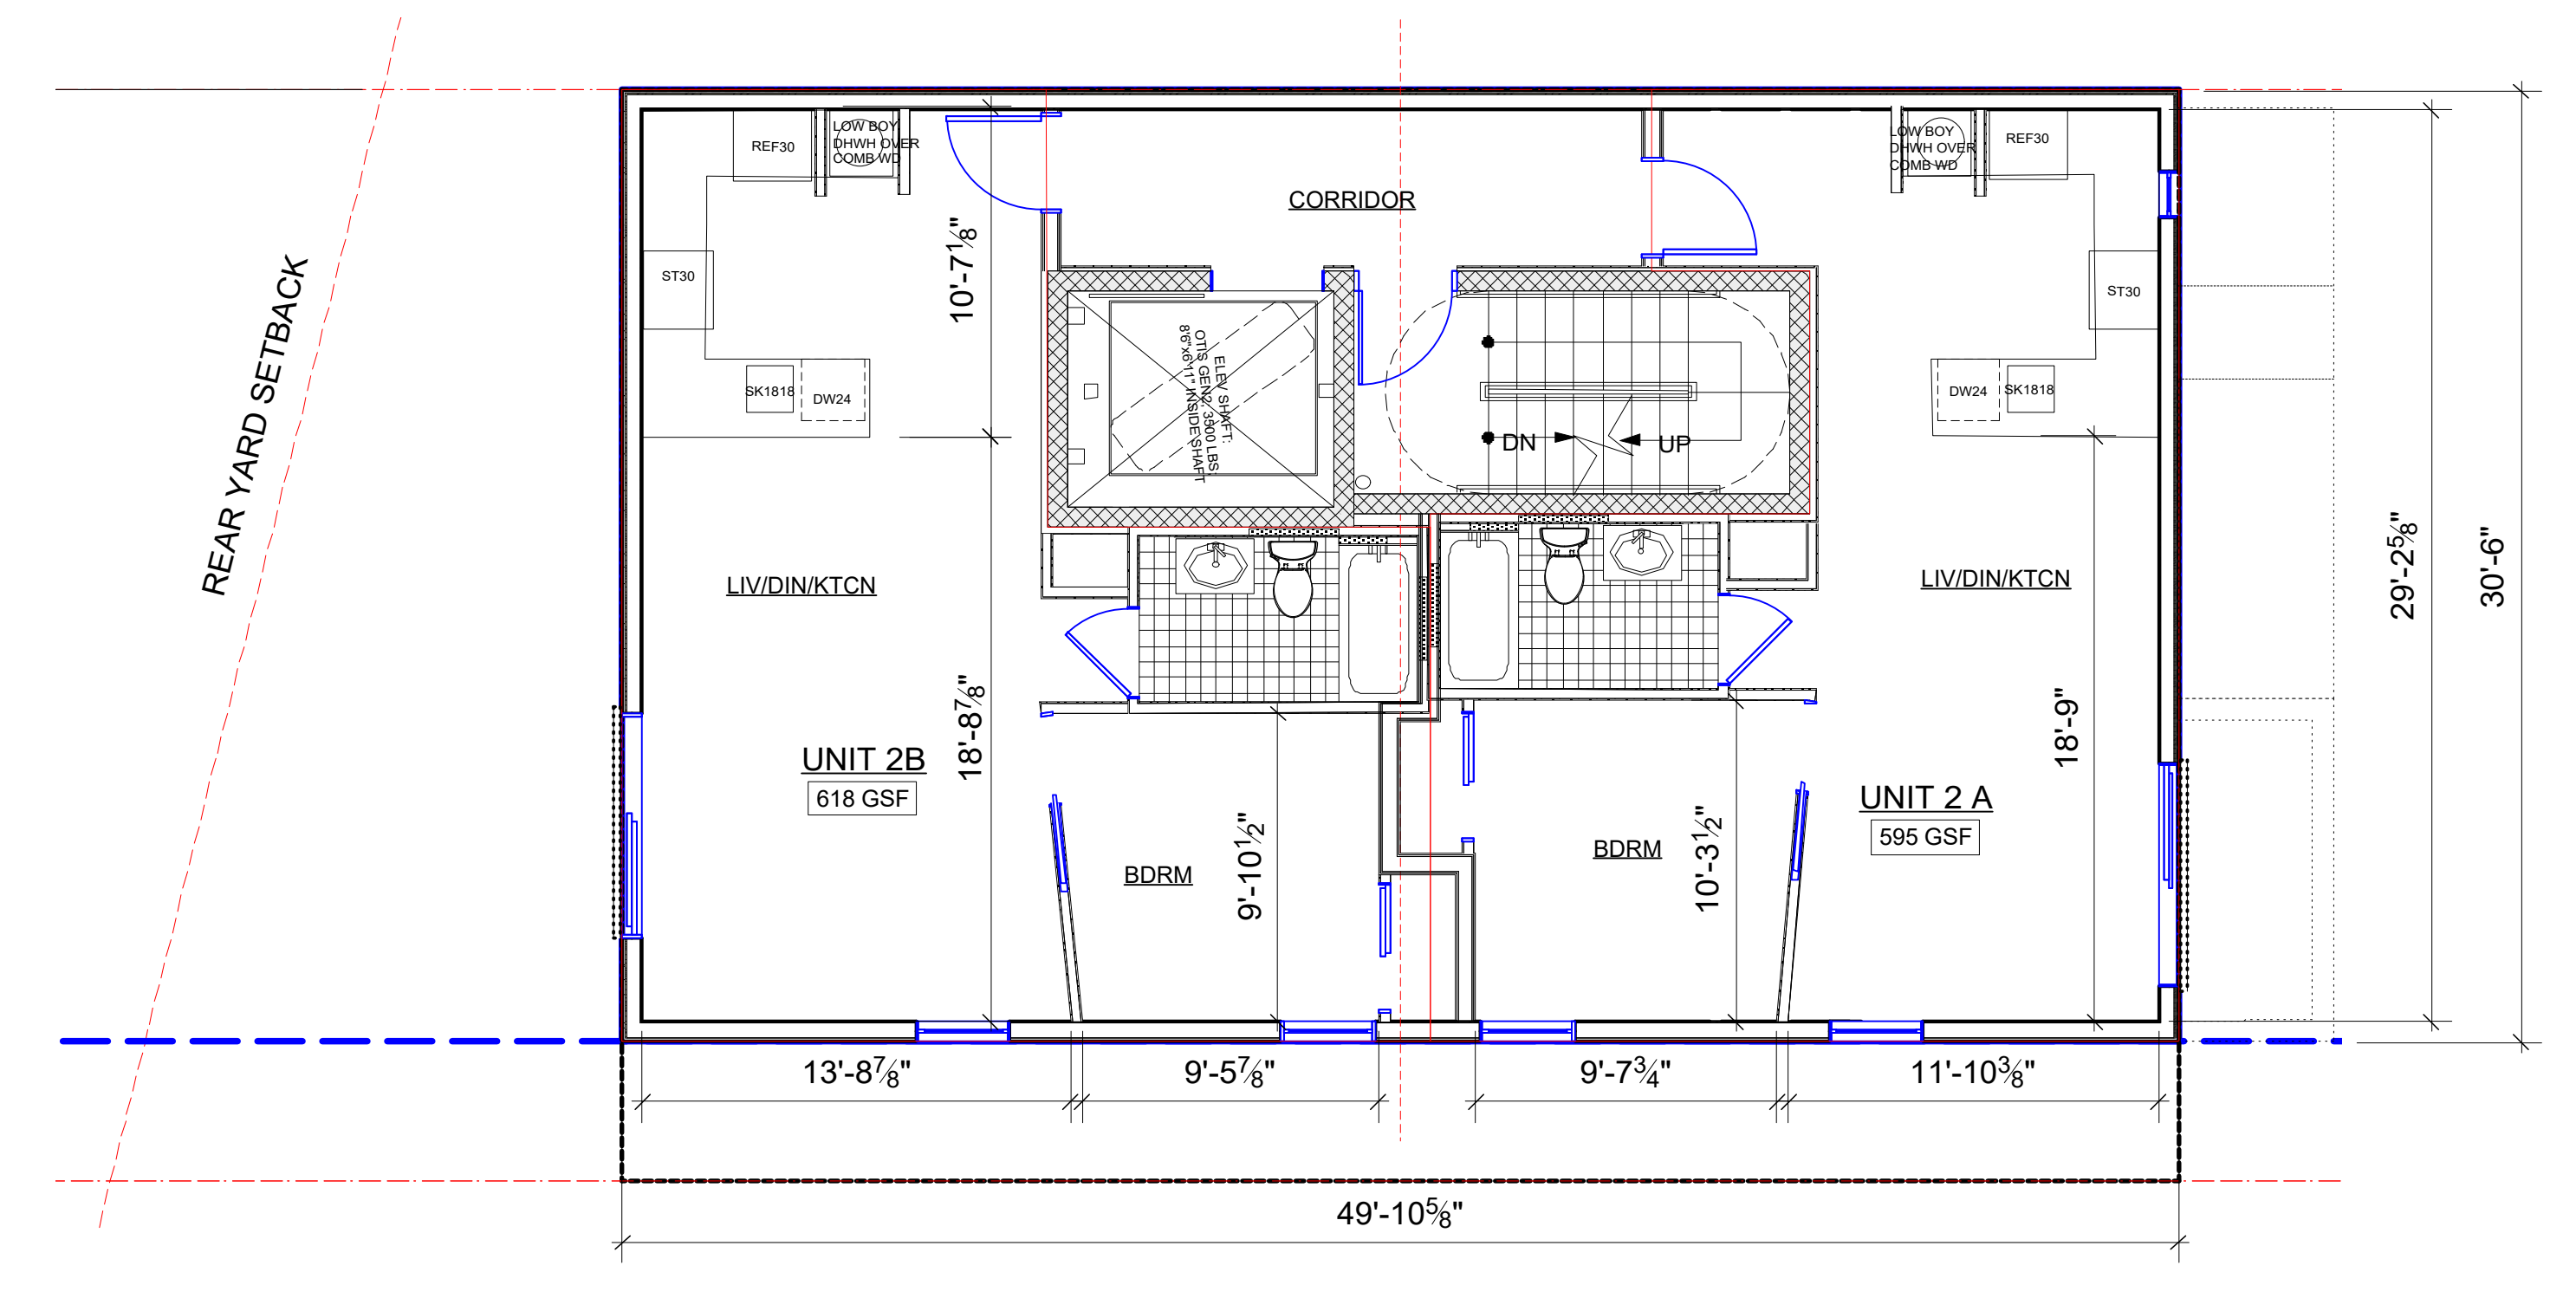 LOW BOY
DHWH OVER
COMB WD
REF30
LOW BOY
DHWH OVER
COMB WD
REF30
CORRIDOR
10'-7⅛"
ST30
ST30
REAR YARD SETBACK
ELEV SHAFT:
OTIS GEN2, 3500 LBS;
8'6"x6'11" INSIDE SHAFT
SK1818
DW24
DW24
SK1818
DN
UP
LIV/DIN/KTCN
LIV/DIN/KTCN
29'-2⅝"
30'-6"
18'-8⅞"
18'-9"
UNIT 2B
618 GSF
UNIT 2 A
595 GSF
BDRM
9'-10½"
BDRM
10'-3½"
13'-8⅞"
9'-5⅞"
9'-7¾"
11'-10⅜"
49'-10⅝"